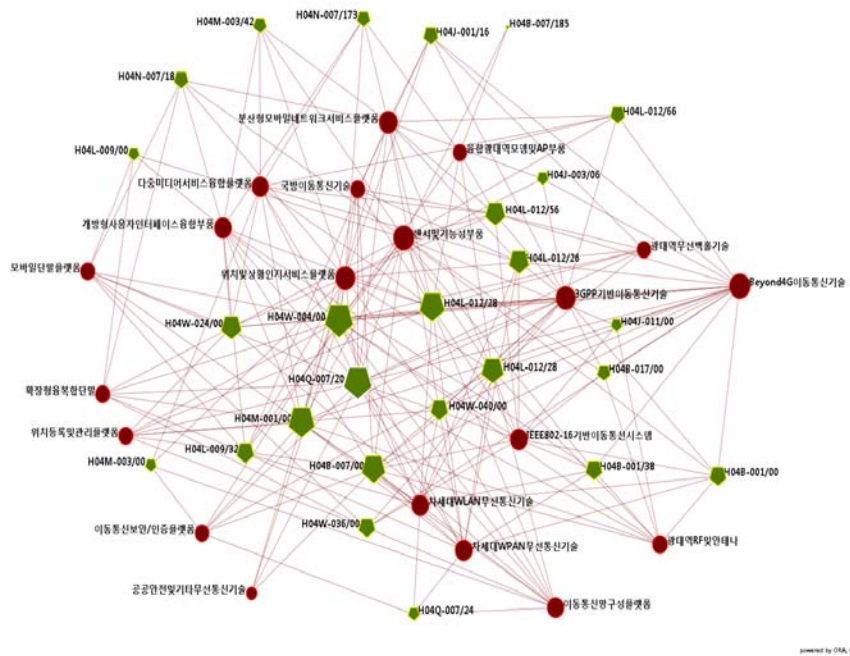 H04M-003/42
H04N-007/173
H04J-001/16
H04B-007/185
H04N-007/18
H04L-012/66
분산형모바일네트워크서비스플랫폼
융합광대역모뎀및AP부품
H04L-009/00
H04J-003/06
다중미디어서비스융합플랫폼
국방이동통신기술
H04L-012/56
개방형사용자인터페이스융합부품
센서및기능성부품
광대역무선백홀기술
H04L-012/26
모바일단말플랫폼
위치및상황인지서비스플랫폼
Beyond4G이동통신기술
3GPP기반이동통신기술
H04L-012/28
H04W-004/00
H04W-024/00
H04J-011/00
H04L-012/28
H04B-017/00
H04Q-007/20
확장형융복합단말
H04W-040/00
H04M-001/00
위치등록및관리플랫폼
IEEE802-16기반이동통신시스템
H04L-009/32
H04M-003/00
H04B-007/00
H04B-001/38
H04B-001/00
차세대WLAN무선통신기술
H04W-036/00
이동통신보안/인증플랫폼
차세대WPAN무선통신기술
광대역RF및안테나
공공안전및기타무선통신기술
H04Q-007/24
이동통신망구성플랫폼
powered by ORA,